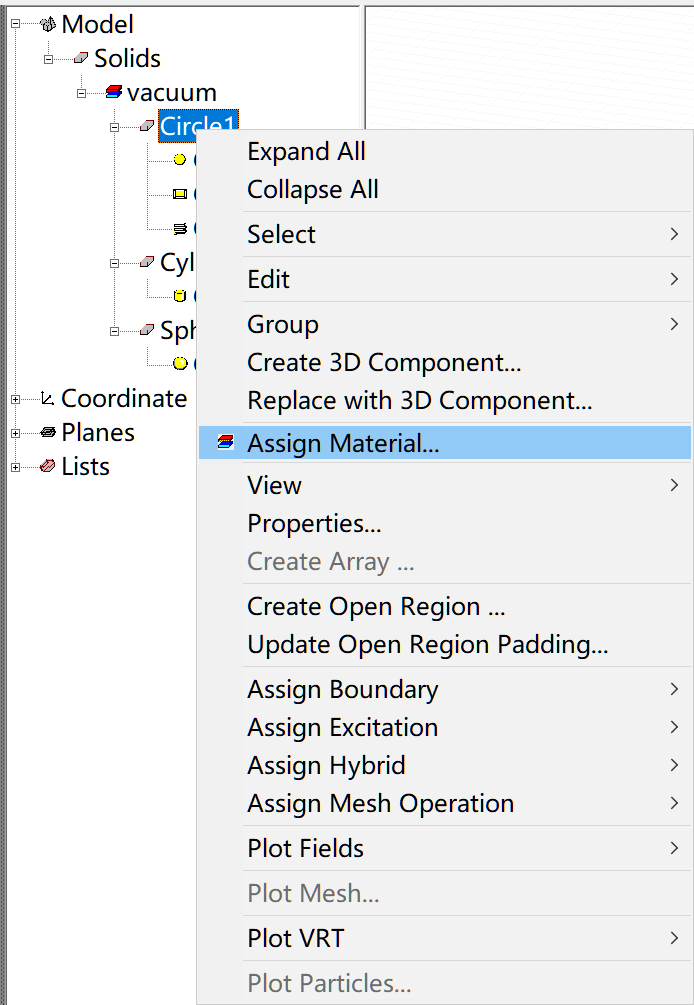 Model
Solids
vacuum
Circle1
Cyl
Sph
Coordinate
Planes
Lists
Expand All
Collapse All
Select
Edit
Group
Create 3D Component...
Replace with 3D Component...
Assign Material...
View
Properties...
Create Array ...
Create Open Region ...
Update Open Region Padding...
Assign Boundary
Assign Excitation
Assign Hybrid
Assign Mesh Operation
Plot Fields
Plot Mesh...
Plot VRT
Plot Particles...